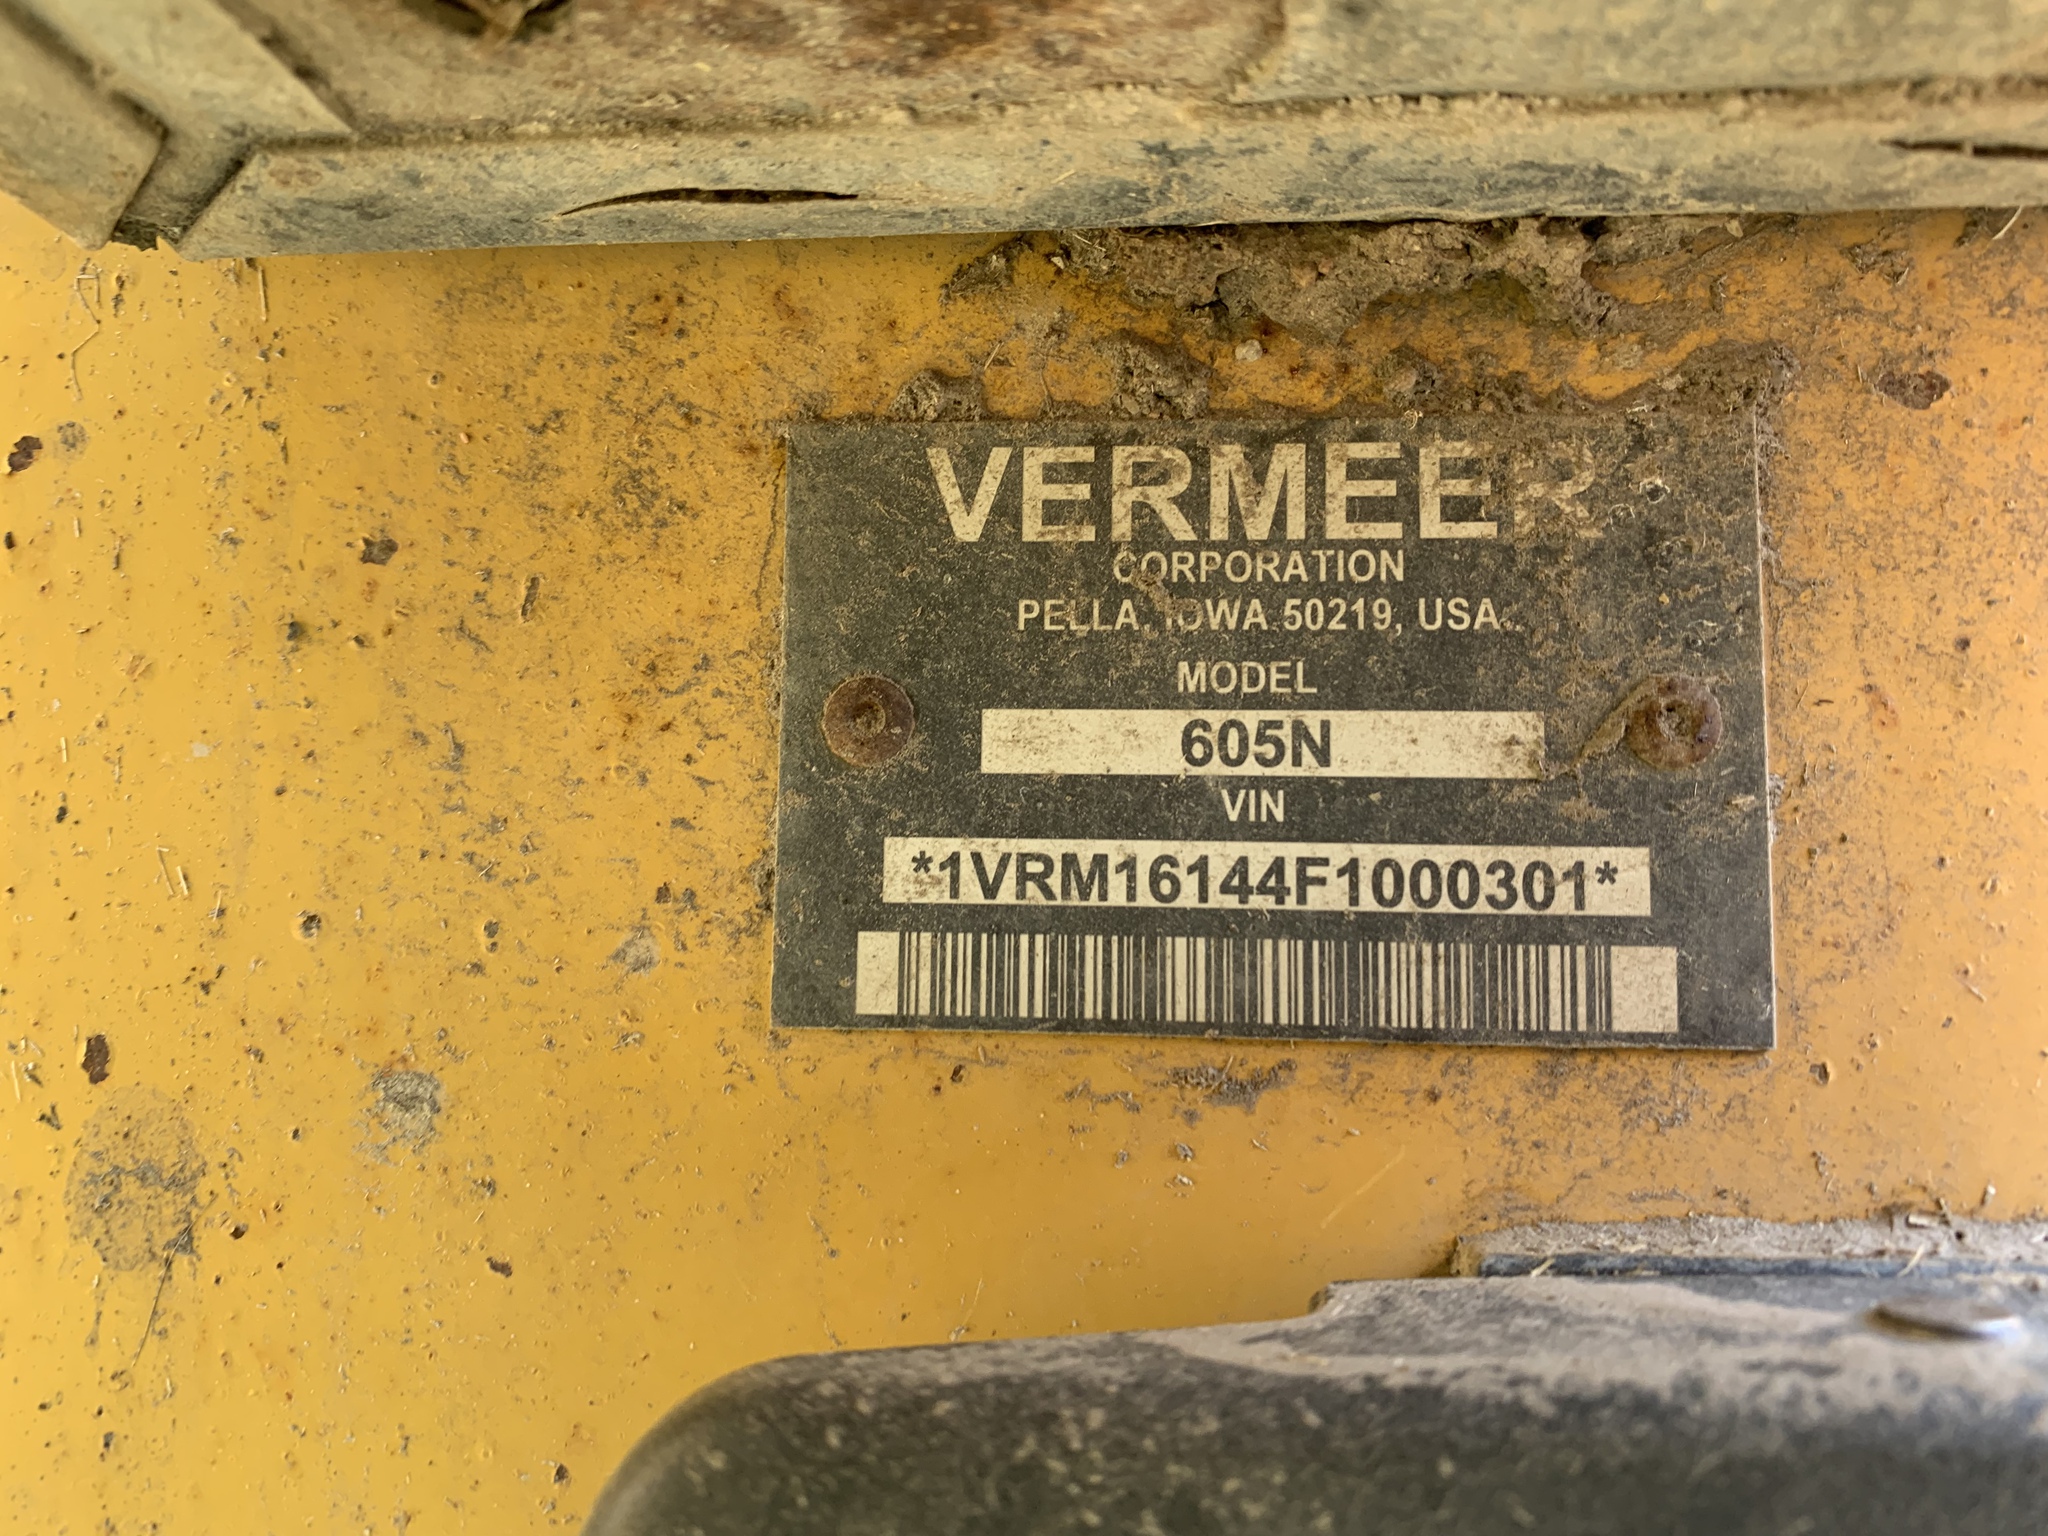 VERMEER
CORPORATION
PELLA, IOWA 50219, USA
MODEL
605N
VIN
*1VRM16144F1000301*